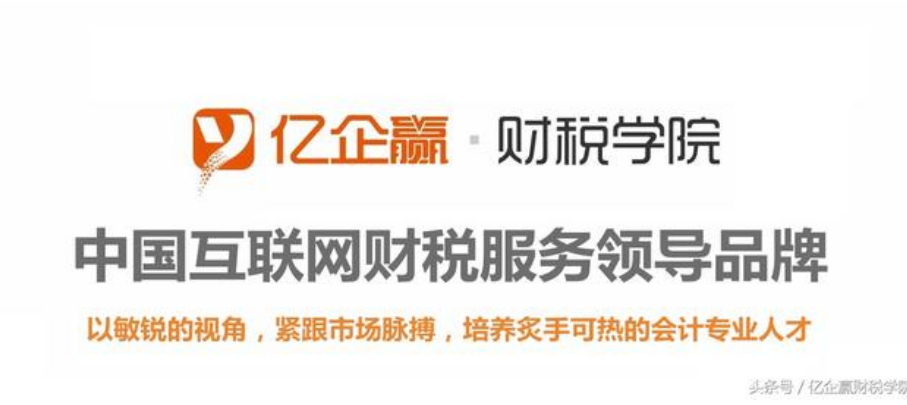 亿企赢·财税学院
中国互联网财税服务领导品牌
以敏锐的视角，紧跟市场脉搏，培养炙手可热的会计专业人才
头条号 / 亿企赢财税学院